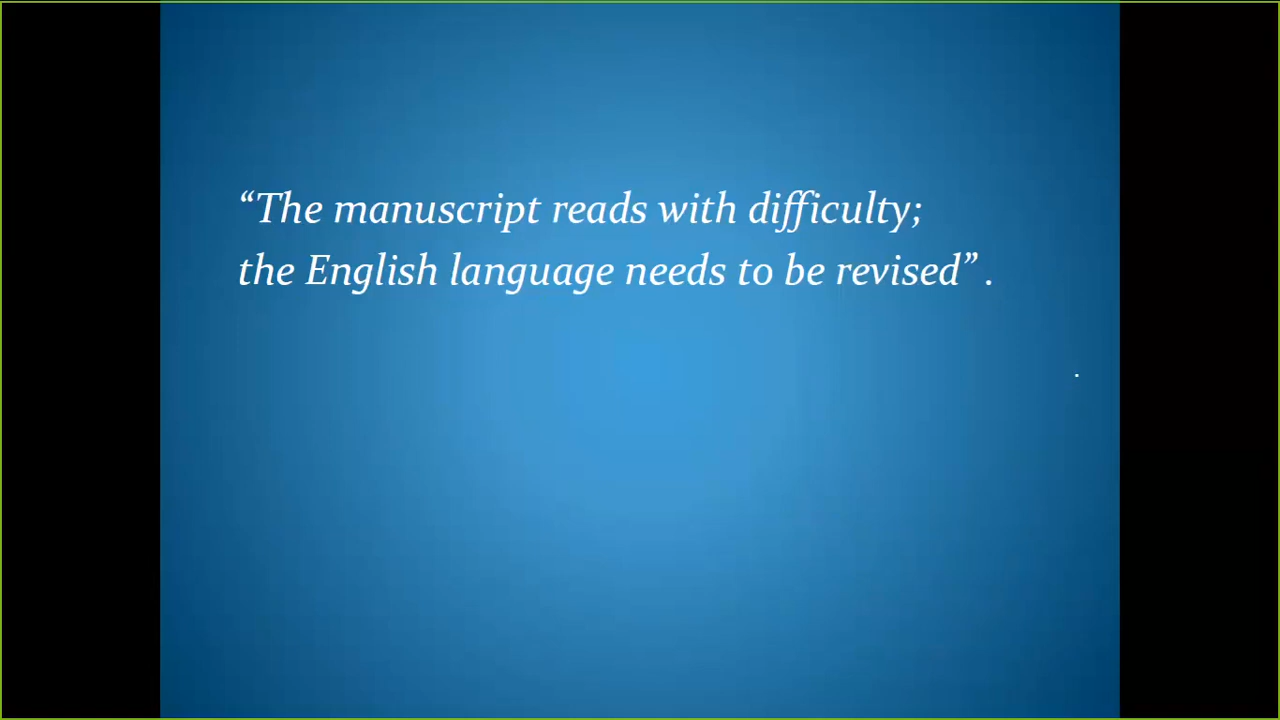 “The manuscript reads with difficulty;
the English language needs to be revised” .
.